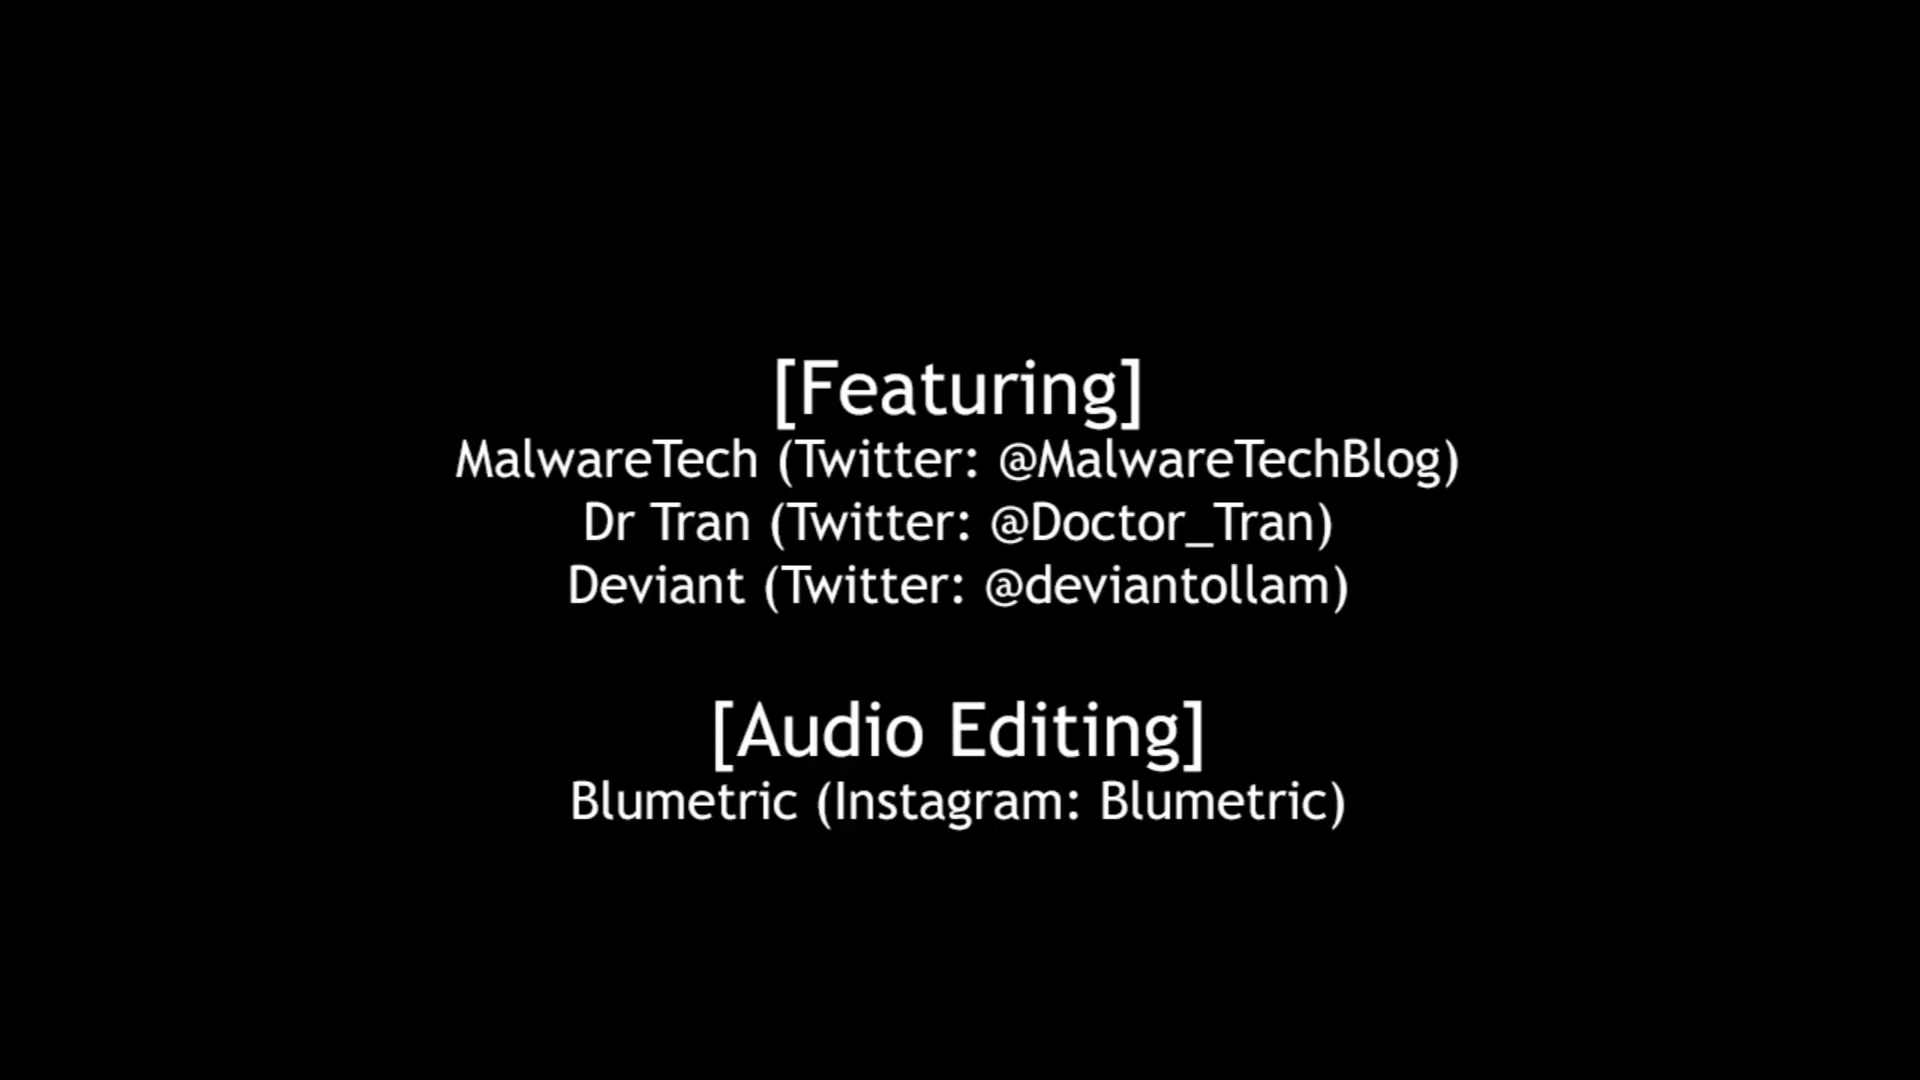 [Featuring]
MalwareTech (Twitter: @MalwareTechBlog)
Dr Tran (Twitter: @Doctor_Tran)
Deviant (Twitter: @deviantollam)
[Audio Editing]
Blumetric (Instagram: Blumetric)